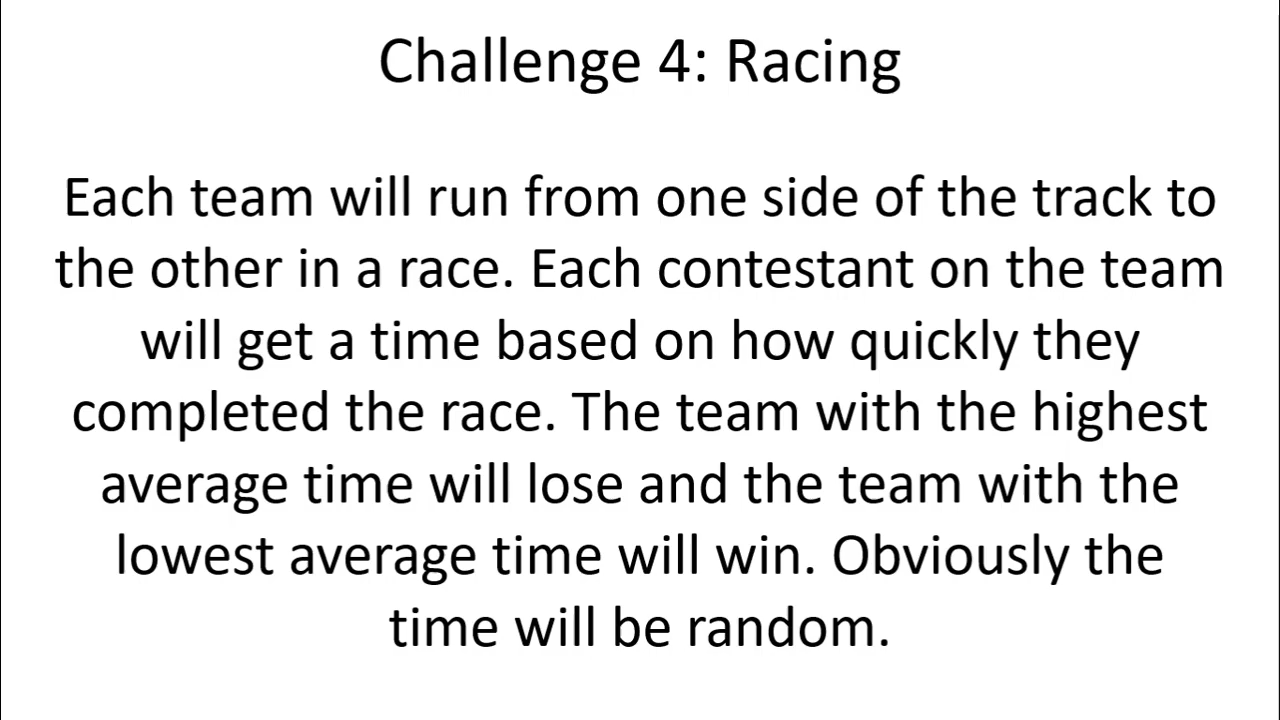 Challenge 4: Racing
Each team will run from one side of the track to
the other in a race. Each contestant on the team
will get a time based on how quickly they
completed the race. The team with the highest
average time will lose and the team with the
lowest average time will win. Obviously the
time will be random.